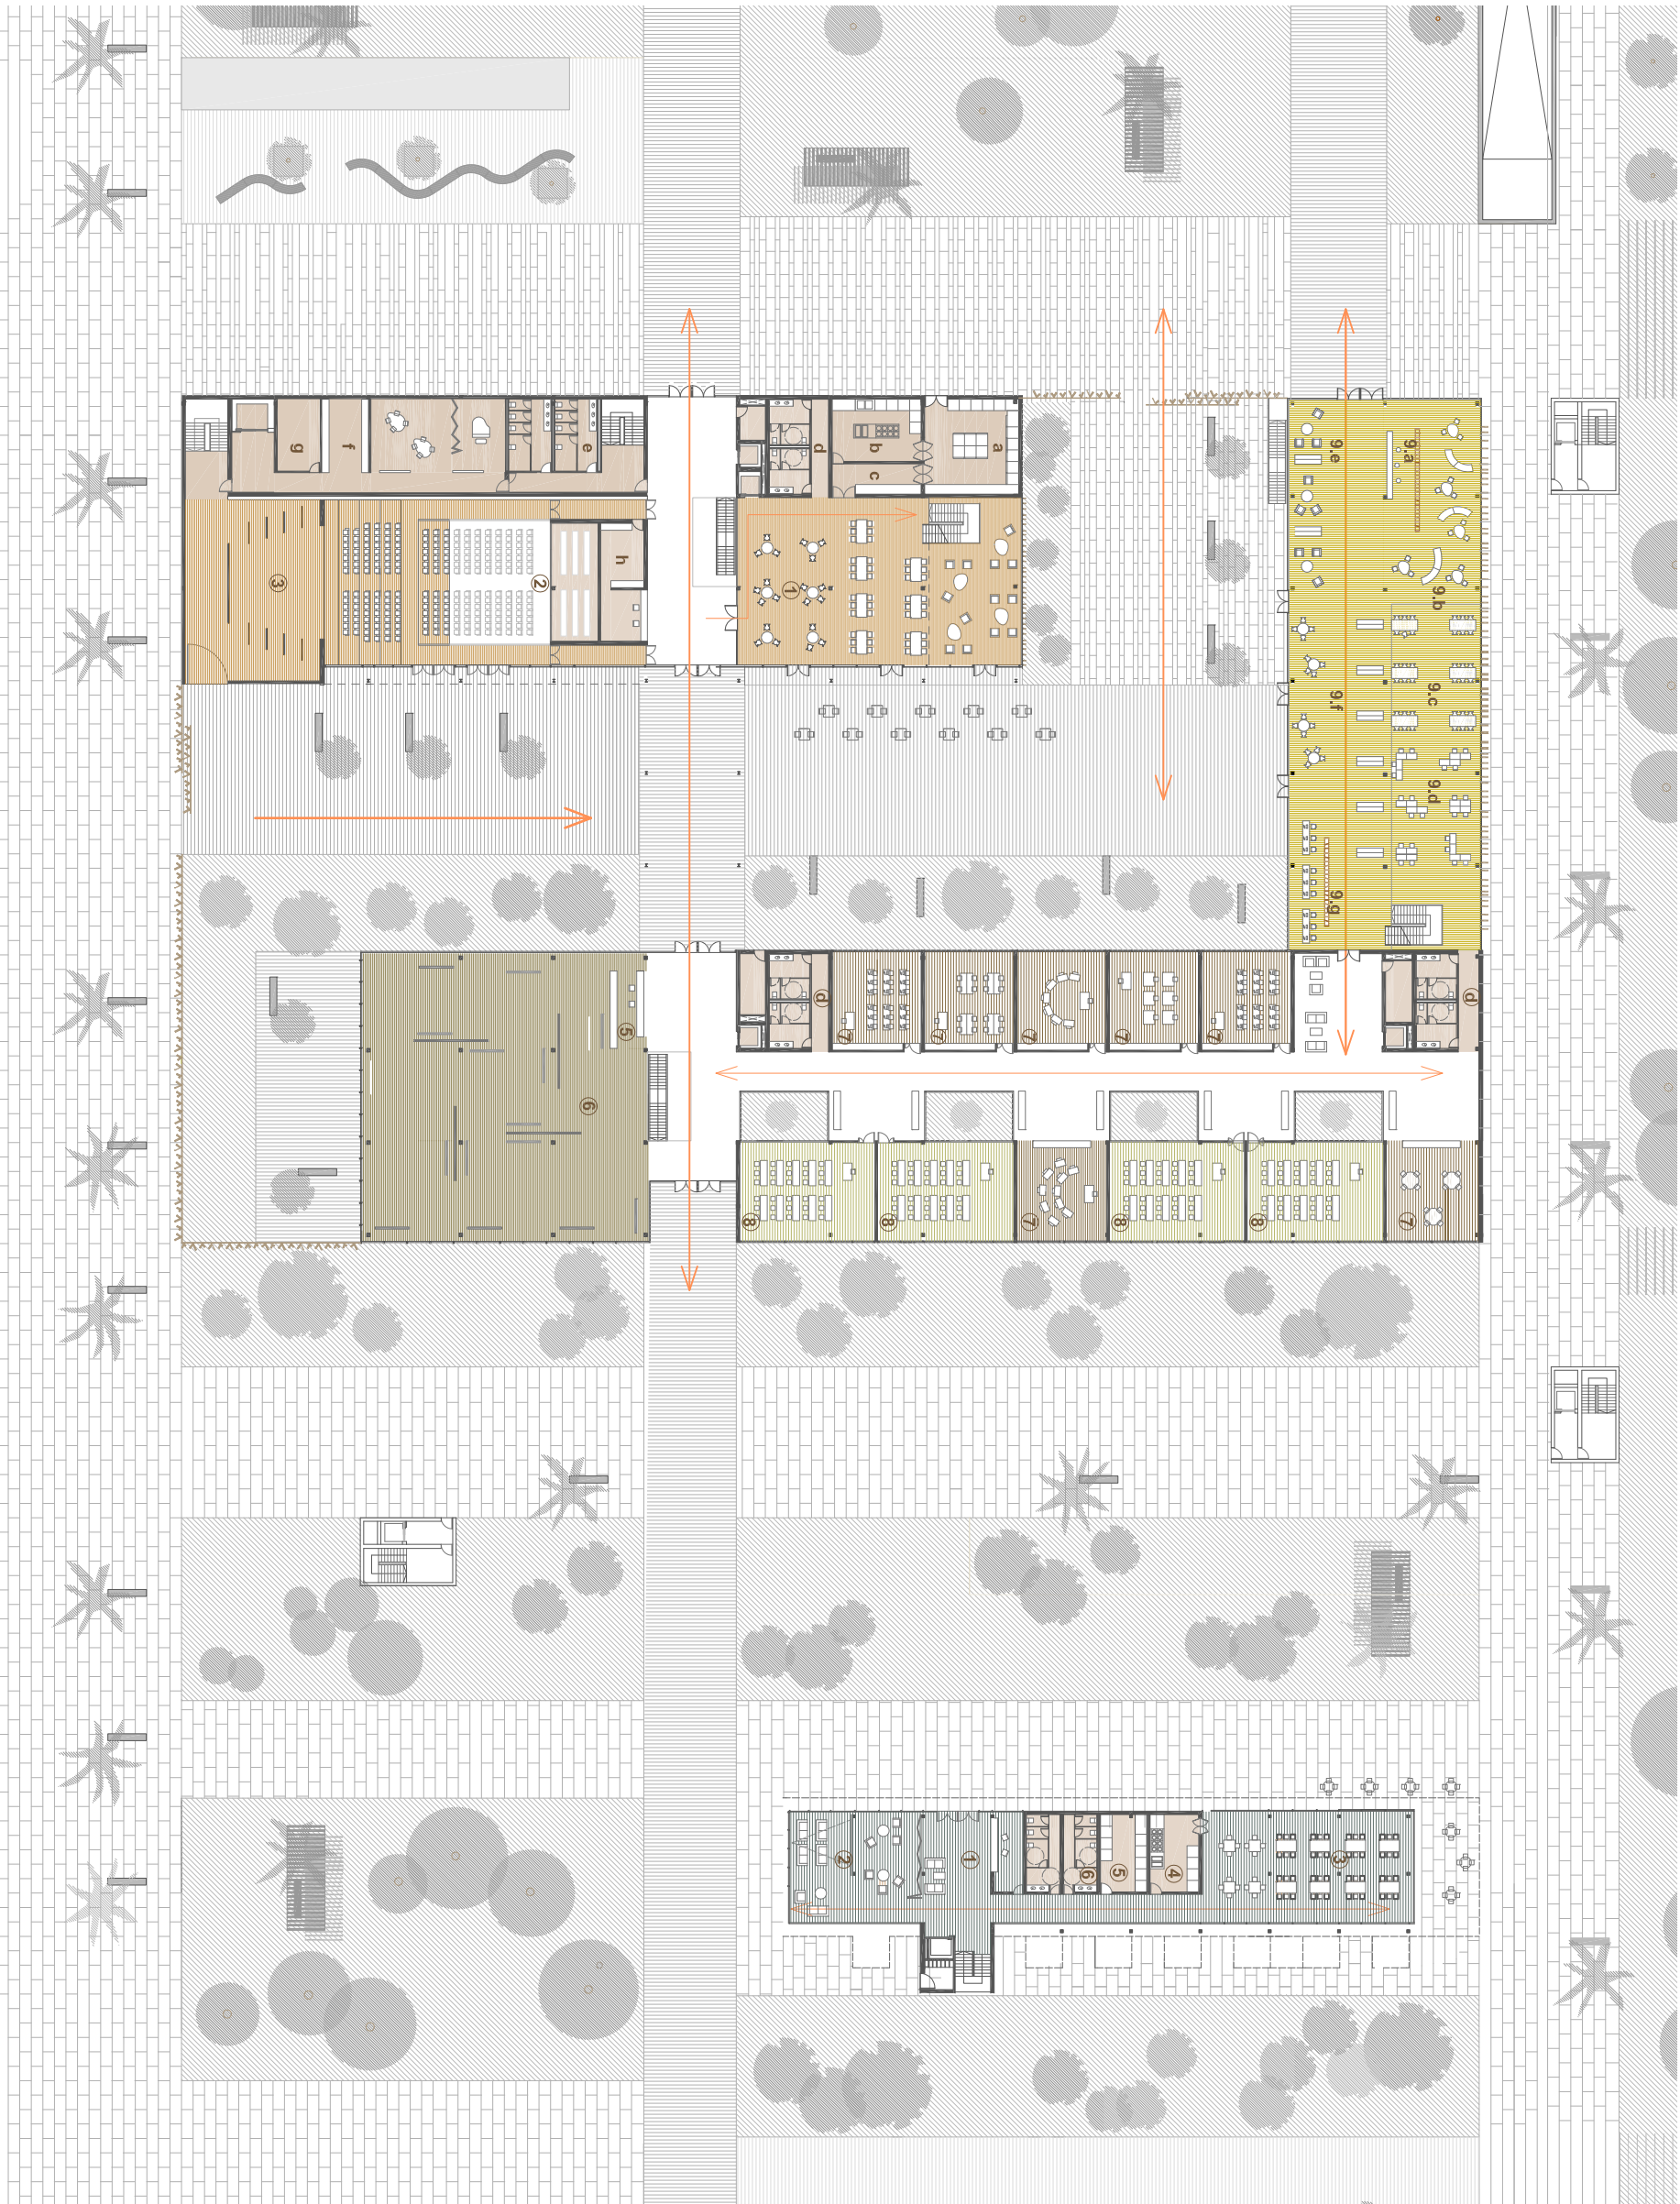 ⓓ
9.a
9.b
9.c
9.d
⑦
9.e
9.f
9.g
③
⑧
⑦
④
⑦
⑧
⑤
⑥
⑦
⑦
a
①
⑦
⑧
b
c
⑦
②
d
ⓓ
①
⑧
⑤
h
⑥
e
②
f
g
③